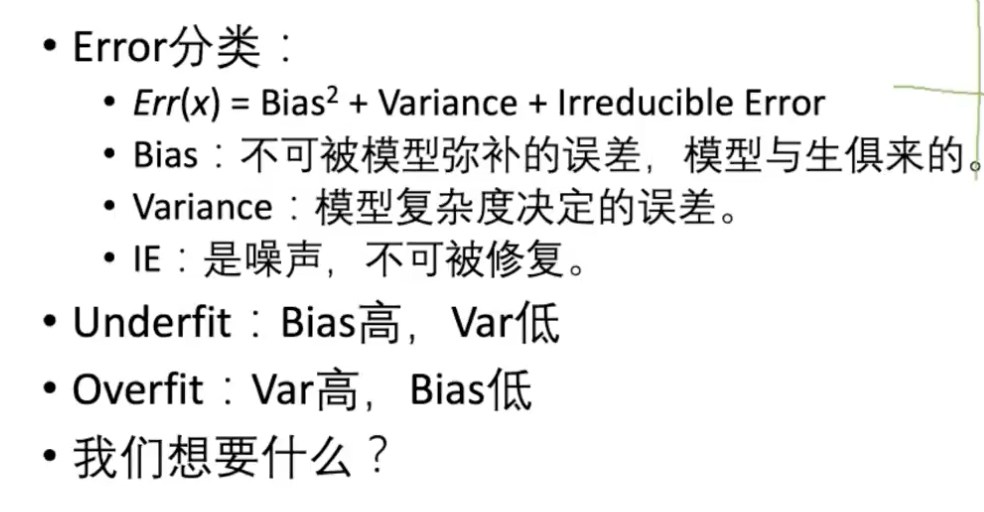 • Error分类：
• Err(x) = Bias² + Variance + Irreducible Error
• Bias：不可被模型弥补的误差，模型与生俱来的。
• Variance：模型复杂度决定的误差。
• IE：是噪声，不可被修复。
• Underfit：Bias高，Var低
• Overfit：Var高，Bias低
• 我们想要什么？